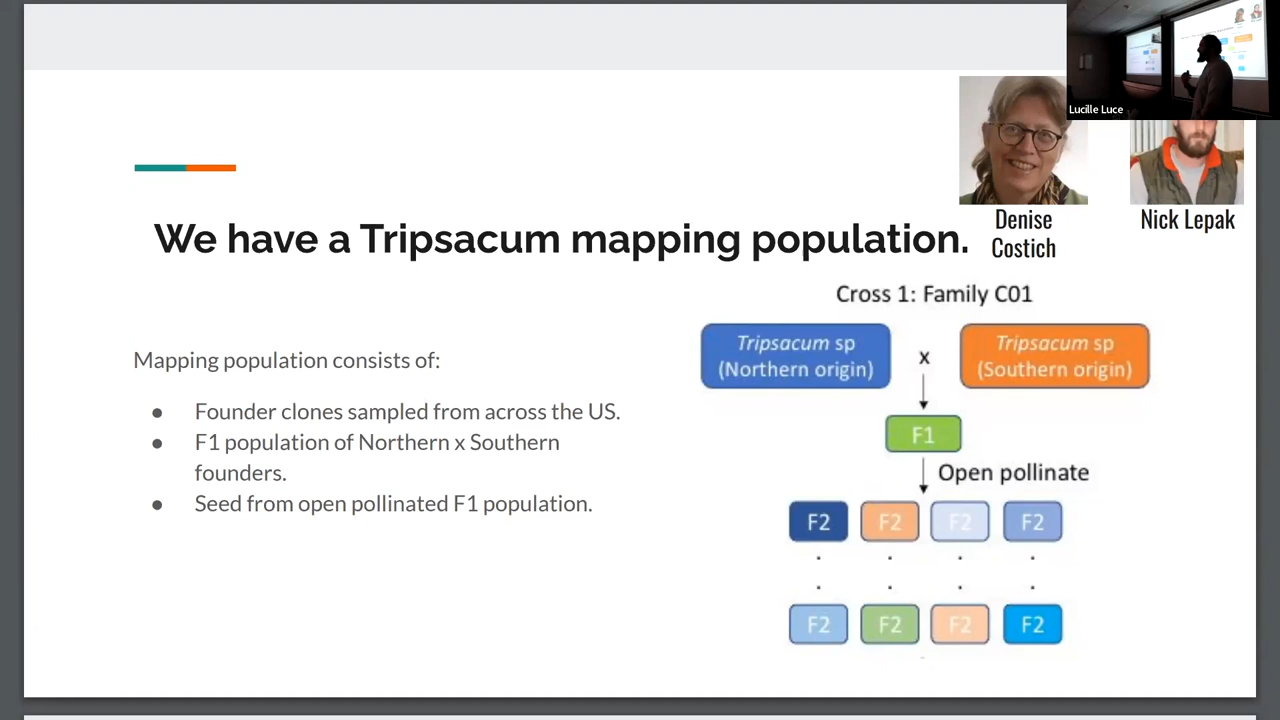 Lucille Luce
Denise
Costich
Nick Lepak
We have a Tripsacum mapping population.
Mapping population consists of:
● Founder clones sampled from across the US.
● F1 population of Northern x Southern
founders.
● Seed from open pollinated F1 population.
Cross 1: Family C01
Tripsacum sp
(Northern origin)
x
Tripsacum sp
(Southern origin)
F1
Open pollinate
F2 F2 F2 F2
F2 F2 F2 F2